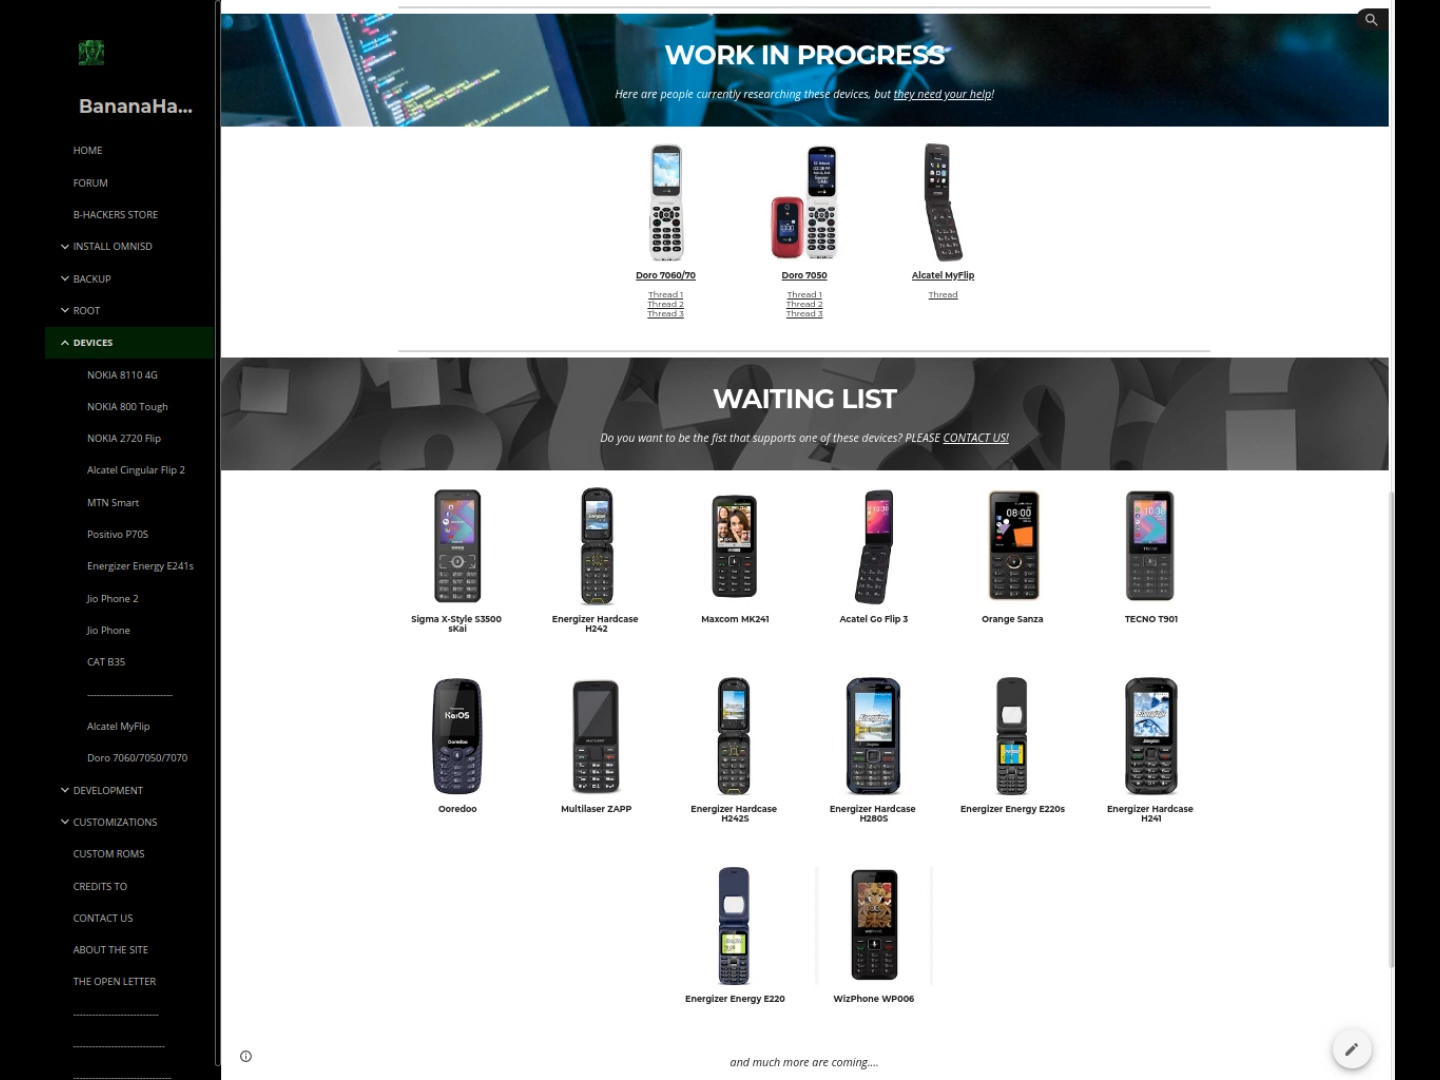 BananaHa...
HOME
FORUM
B-HACKERS STORE
INSTALL OMNISD
BACKUP
ROOT
DEVICES
NOKIA 8110 4G
NOKIA 800 Tough
NOKIA 2720 Flip
Alcatel Cingular Flip 2
MTN Smart
Positivo P70S
Energizer Energy E241s
Jio Phone 2
Jio Phone
CAT B35
----------------------------
Alcatel MyFlip
Doro 7060/7050/7070
DEVELOPMENT
CUSTOMIZATIONS
CUSTOM ROMS
CREDITS TO
CONTACT US
ABOUT THE SITE
THE OPEN LETTER
----------------------------
------------------------------
--------------------------------
WORK IN PROGRESS
Here are people currently researching these devices, but they need your help!
Doro 7060/70
Thread 1
Thread 2
Thread 3
Doro 7050
Thread 1
Thread 2
Thread 3
Alcatel MyFlip
Thread
WAITING LIST
Do you want to be the fist that supports one of these devices? PLEASE CONTACT US!
Sigma X-Style S3500
sKai
Energizer Hardcase
H242
Maxcom MK241
Acatel Go Flip 3
08:00
Orange Sanza
TECNO T901
KaiOS
Ooredoo
Ooredoo
Multilaser ZAPP
Energizer Hardcase
H242S
Energizer Hardcase
H280S
Energizer Energy E220s
Energizer Hardcase
H241
Energizer Energy E220
WizPhone WP006
and much more are coming....